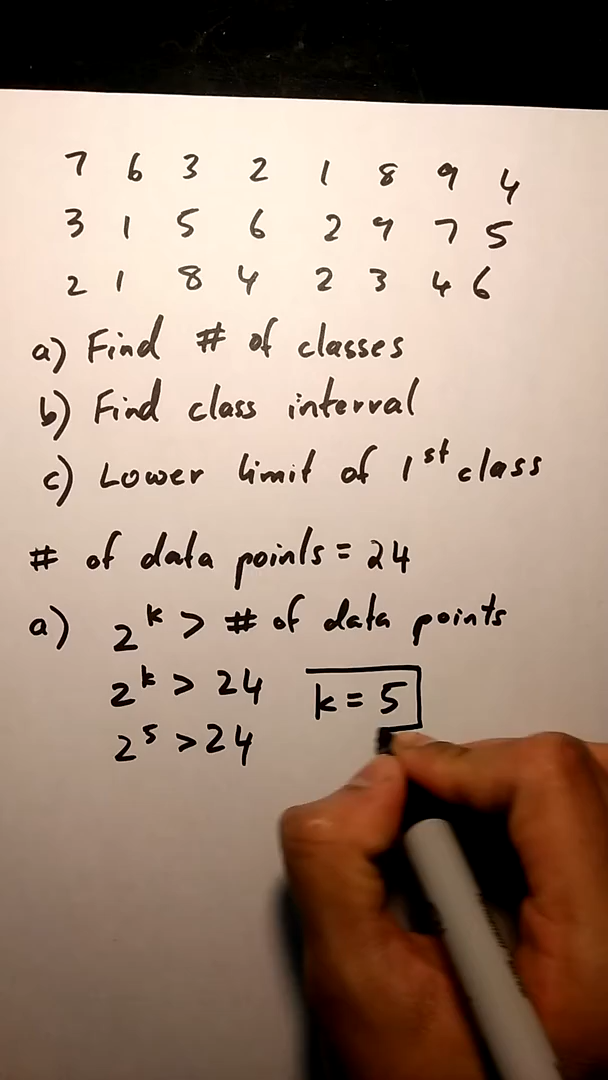 7 6 3 2 1 8 9 4
3 1 5 6 2 9 7 5
2 1 8 4 2 3 4 6
a) Find # of classes
b) Find class interval
c) Lower limit of 1st class
# of data points = 24
a) 2^k > # of data points
2^k > 24 k = 5
2^5 > 24